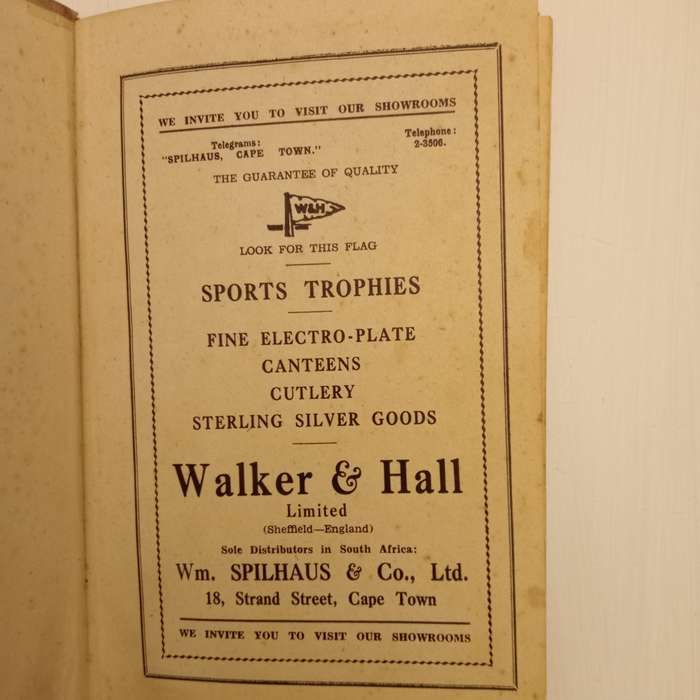 WE INVITE YOU TO VISIT OUR SHOWROOMS
Telegrams:
"SPILHAUS, CAPE TOWN."
Telephone:
2-3506.
THE GUARANTEE OF QUALITY
W&H
LOOK FOR THIS FLAG
SPORTS TROPHIES
FINE ELECTRO-PLATE
CANTEENS
CUTLERY
STERLING SILVER GOODS
Walker & Hall
Limited
(Sheffield—England)
Sole Distributors in South Africa:
Wm. SPILHAUS & Co., Ltd.
18, Strand Street, Cape Town
WE INVITE YOU TO VISIT OUR SHOWROOMS